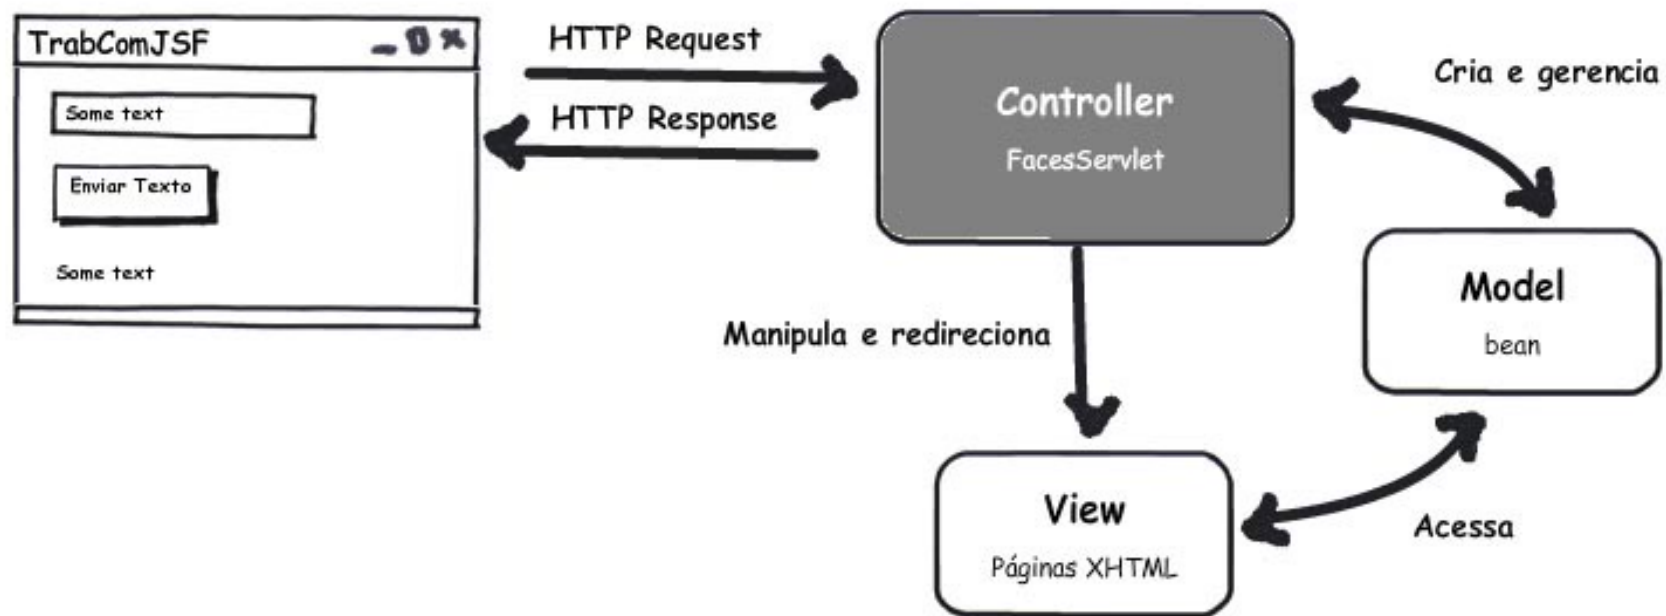 TrabComJSF
Some text
Enviar Texto
Some text
HTTP Request
HTTP Response
Controller
FacesServlet
Cria e gerencia
Model
bean
Manipula e redireciona
View
Páginas XHTML
Acessa